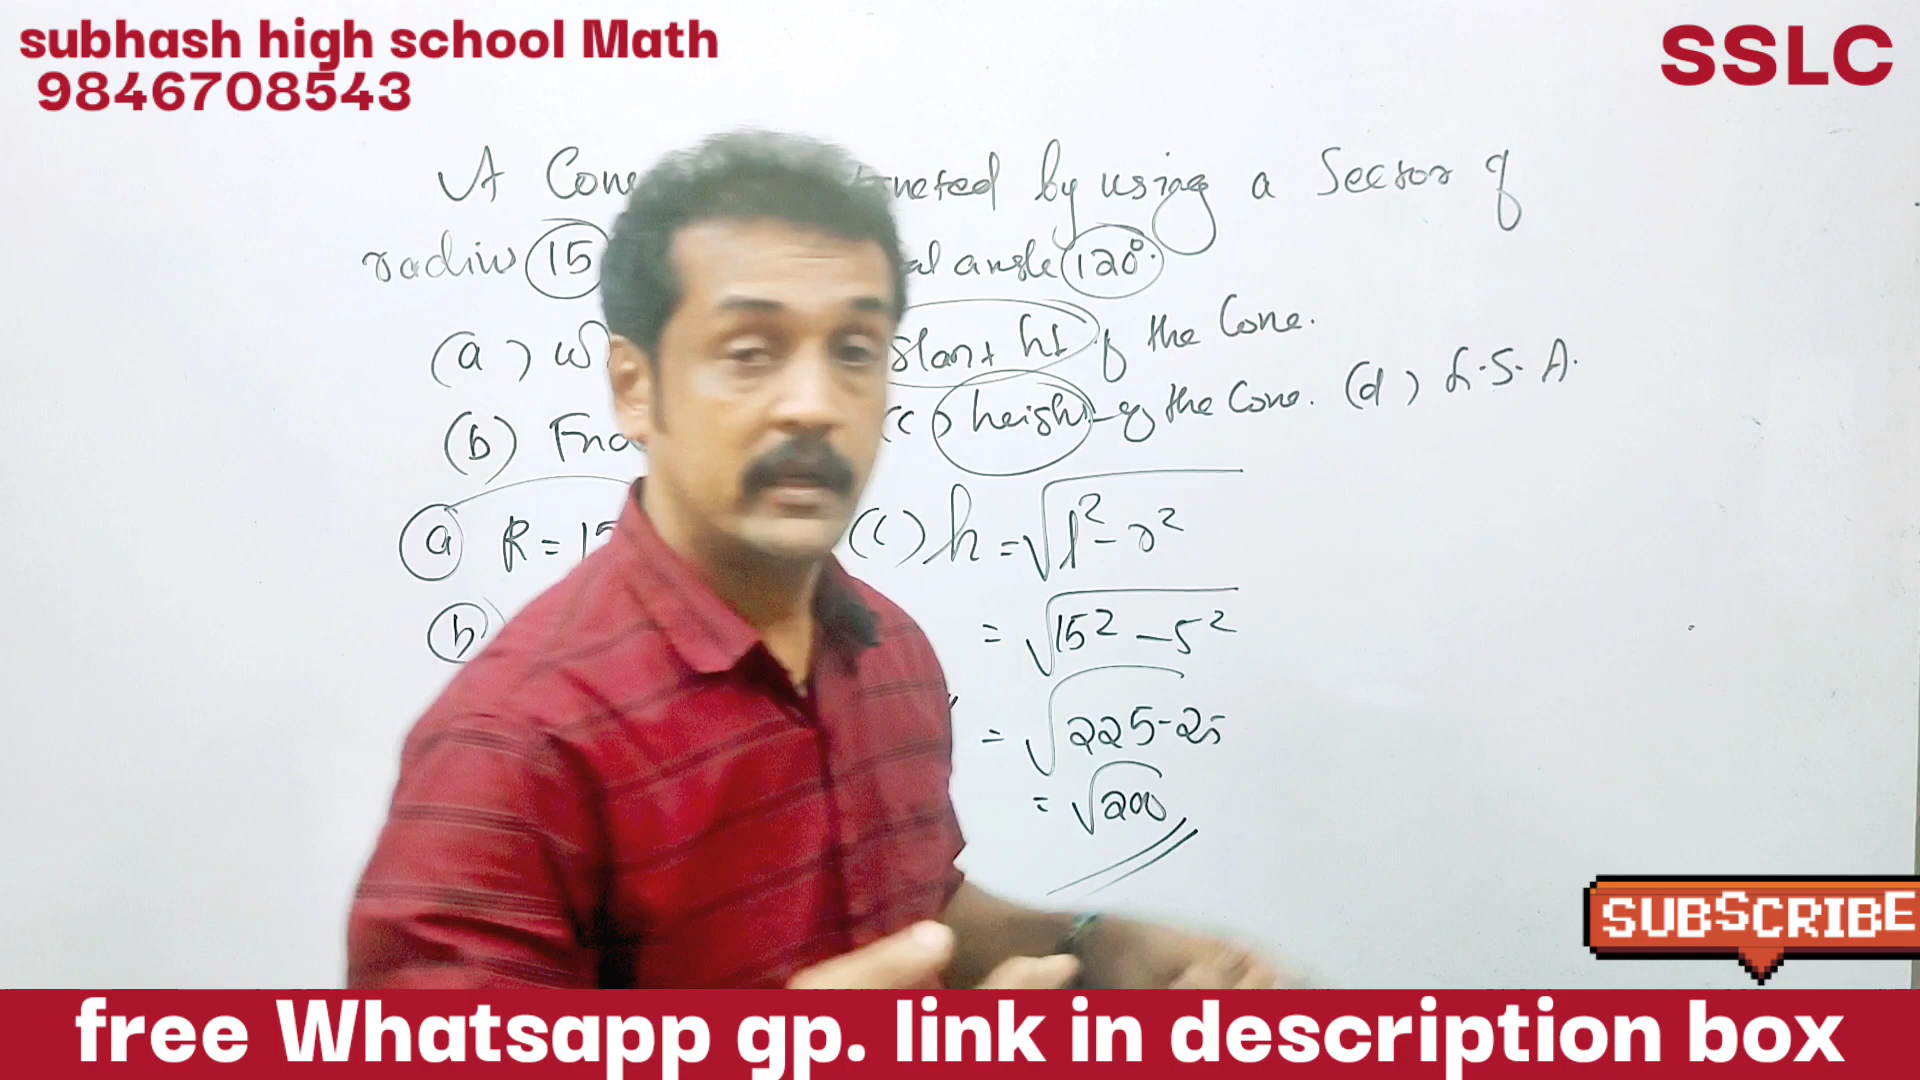 subhash high school Math
9846708543
SSLC
A Cone by using a Sector of
radius 15 angle 120°.
(a) slant ht of the Cone.
(b) (c) height of the Cone. (d) L.S.A.
(a) R = 15 (c) h = √l² - r²
(b) = √15² - 5²
= √225 - 25
= √200
SUBSCRIBE
free Whatsapp gp. link in description box